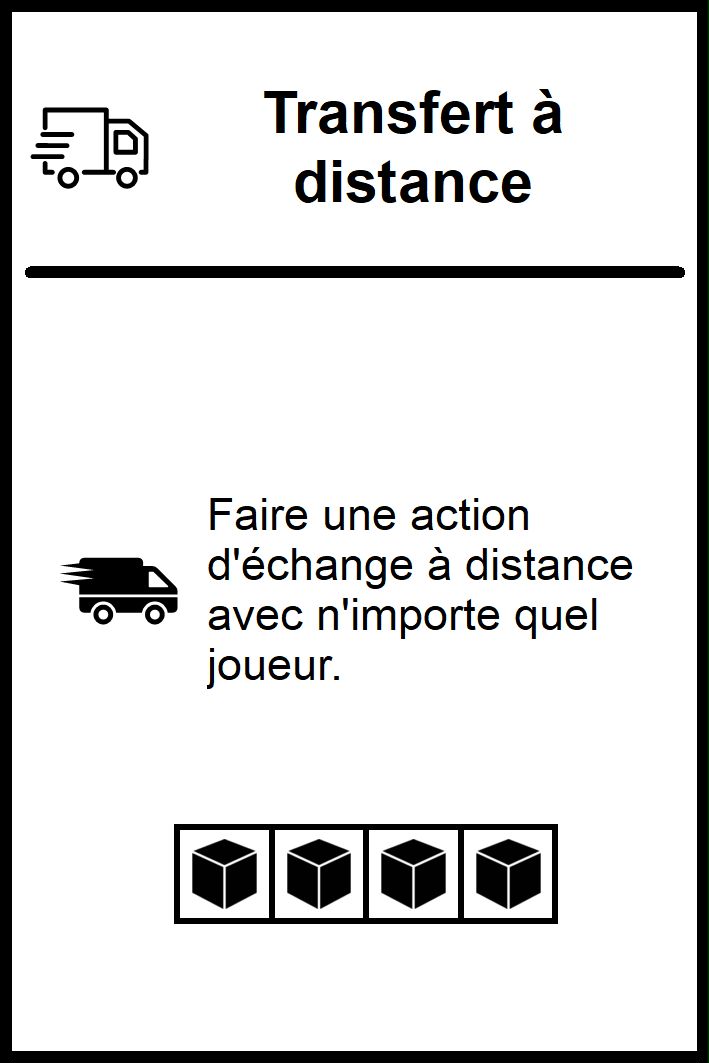 Transfert à
distance
Faire une action
d'échange à distance
avec n'importe quel
joueur.